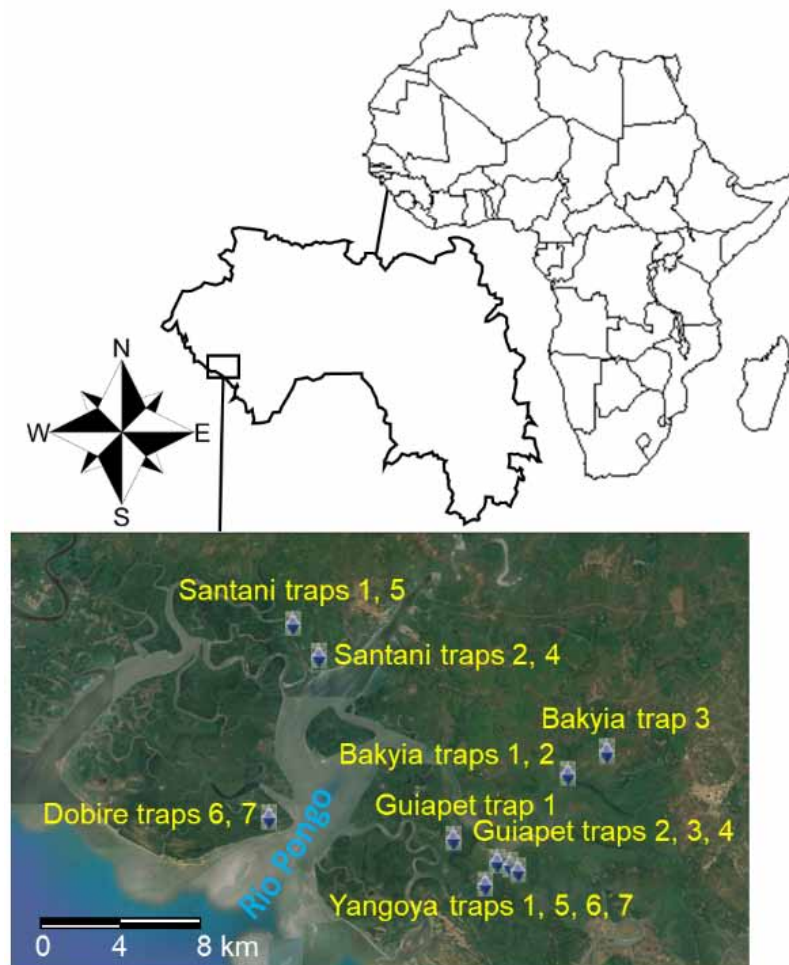 N
W
E
S
Santani traps 1, 5
Santani traps 2, 4
Bakyia trap 3
Bakyia traps 1, 2
Guiapet trap 1
Dobire traps 6, 7
Guiapet traps 2, 3, 4
Rio Pongo
Yangoya traps 1, 5, 6, 7
0 4 8 km